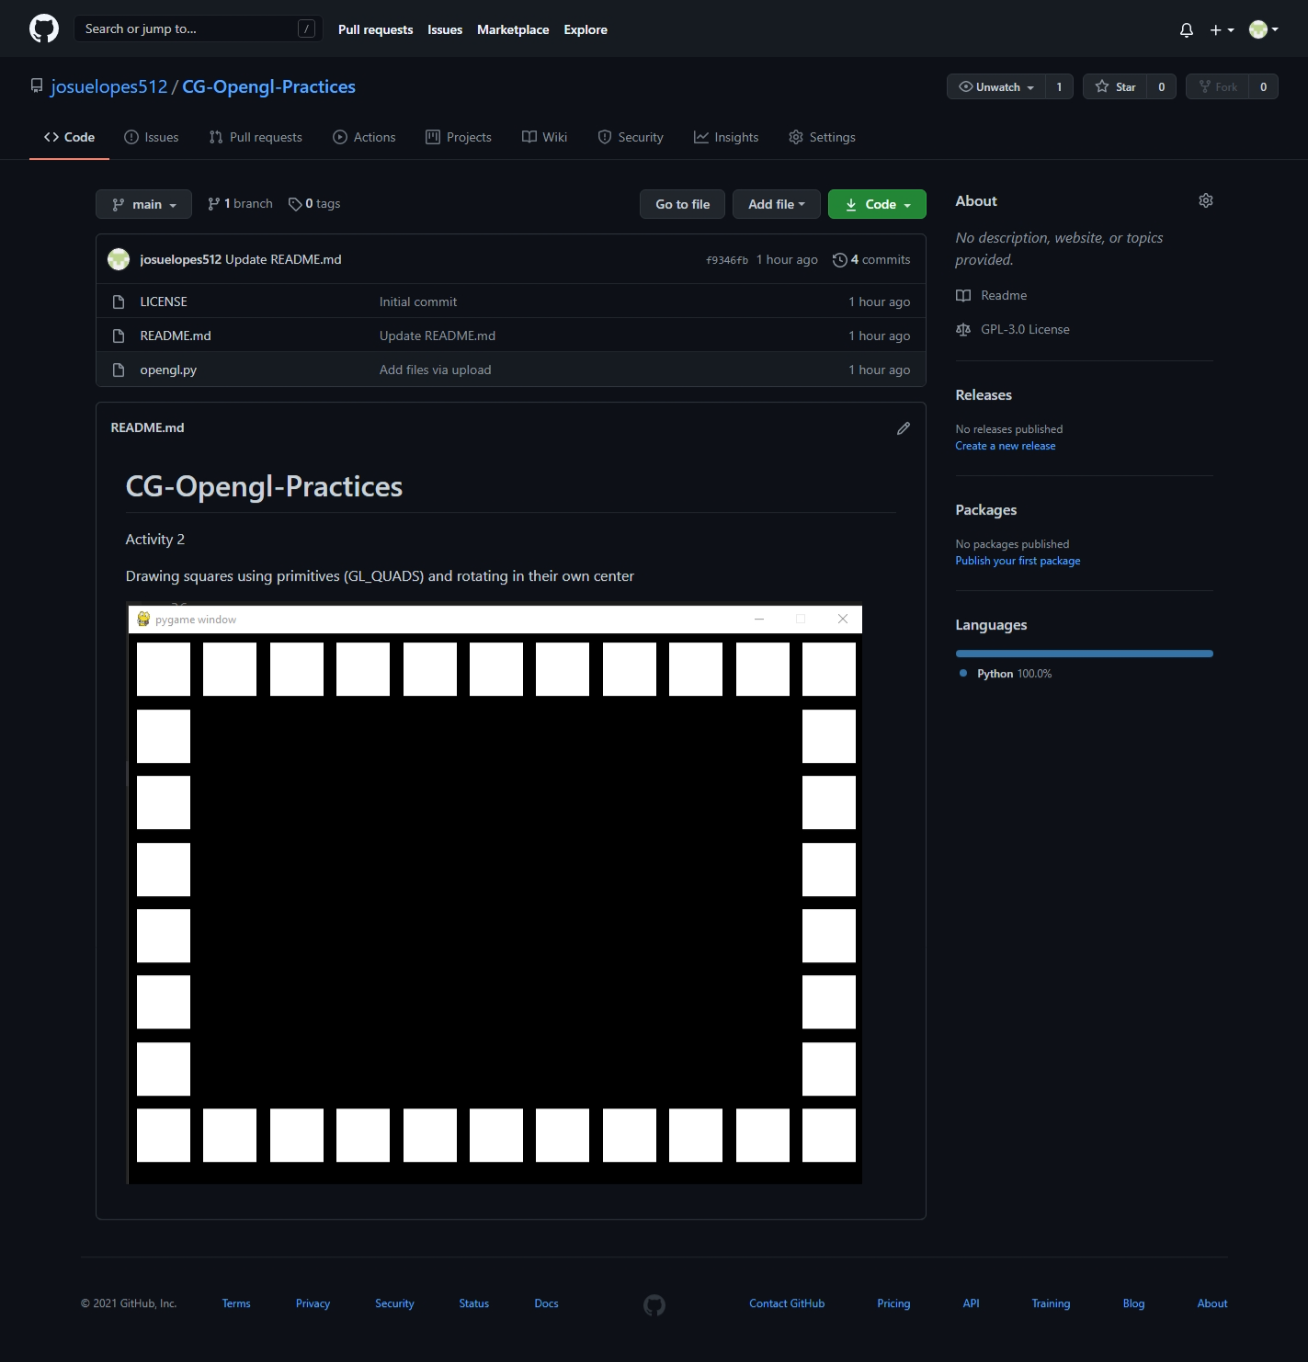 Search or jump to... /
Pull requests Issues Marketplace Explore
josuelopes512 / CG-Opengl-Practices
Unwatch 1 Star 0 Fork 0
Code Issues Pull requests Actions Projects Wiki Security Insights Settings
main 1 branch 0 tags
Go to file Add file Code
josuelopes512 Update README.md f9346fb 1 hour ago 4 commits
LICENSE Initial commit 1 hour ago
README.md Update README.md 1 hour ago
opengl.py Add files via upload 1 hour ago
README.md
CG-Opengl-Practices
Activity 2
Drawing squares using primitives (GL_QUADS) and rotating in their own center
pygame window
About
No description, website, or topics
provided.
Readme
GPL-3.0 License
Releases
No releases published
Create a new release
Packages
No packages published
Publish your first package
Languages
Python 100.0%
© 2021 GitHub, Inc. Terms Privacy Security Status Docs Contact GitHub Pricing API Training Blog About